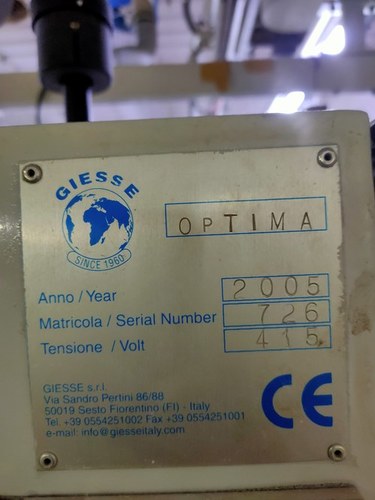 GIESSE
SINCE 1960
OPTIMA
Anno / Year 2005
Matricola / Serial Number 726
Tensione / Volt 415
GIESSE s.r.l.
Via Sandro Pertini 86/88
50019 Sesto Fiorentino (FI) - Italy
Tel. +39 0554251002 Fax +39 0554251001
e-mail: info@giesseitaly.com
CE